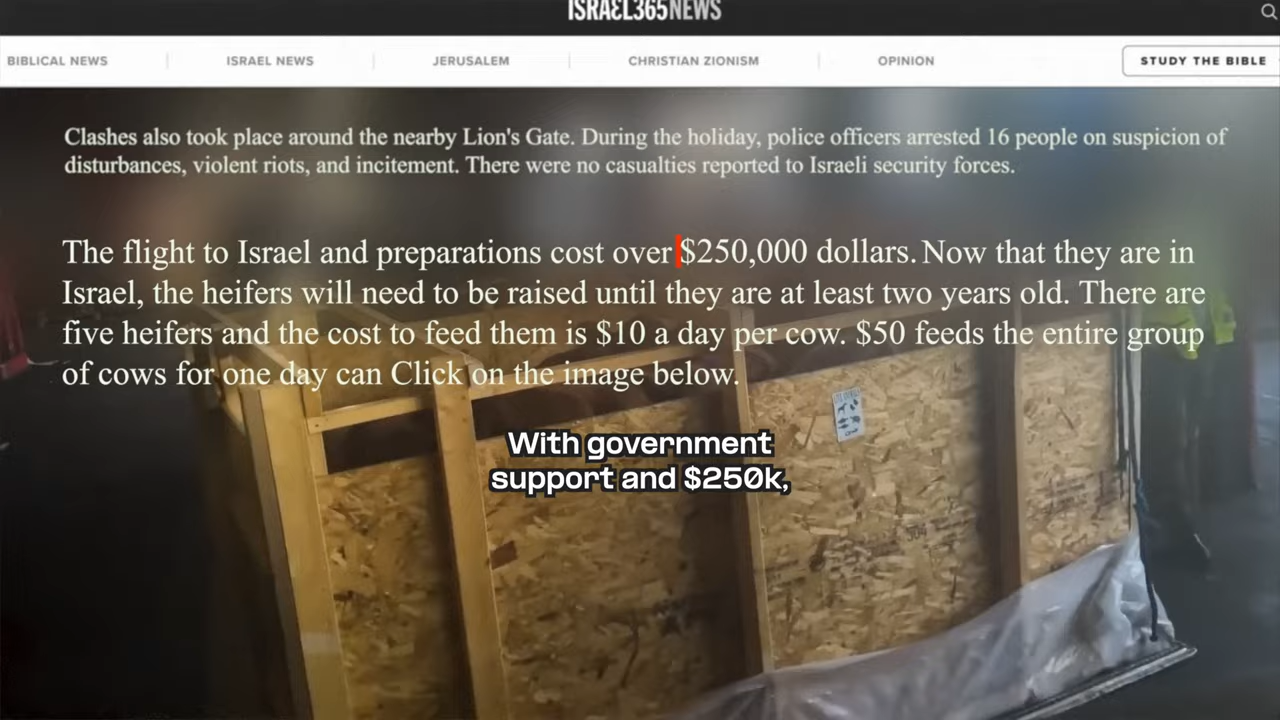 ISRAEL365NEWS
BIBLICAL NEWS
ISRAEL NEWS
JERUSALEM
CHRISTIAN ZIONISM
OPINION
STUDY THE BIBLE
Clashes also took place around the nearby Lion's Gate. During the holiday, police officers arrested 16 people on suspicion of
disturbances, violent riots, and incitement. There were no casualties reported to Israeli security forces.
The flight to Israel and preparations cost over $250,000 dollars. Now that they are in
Israel, the heifers will need to be raised until they are at least two years old. There are
five heifers and the cost to feed them is $10 a day per cow. $50 feeds the entire group
of cows for one day can Click on the image below.
With government
support and $250k,